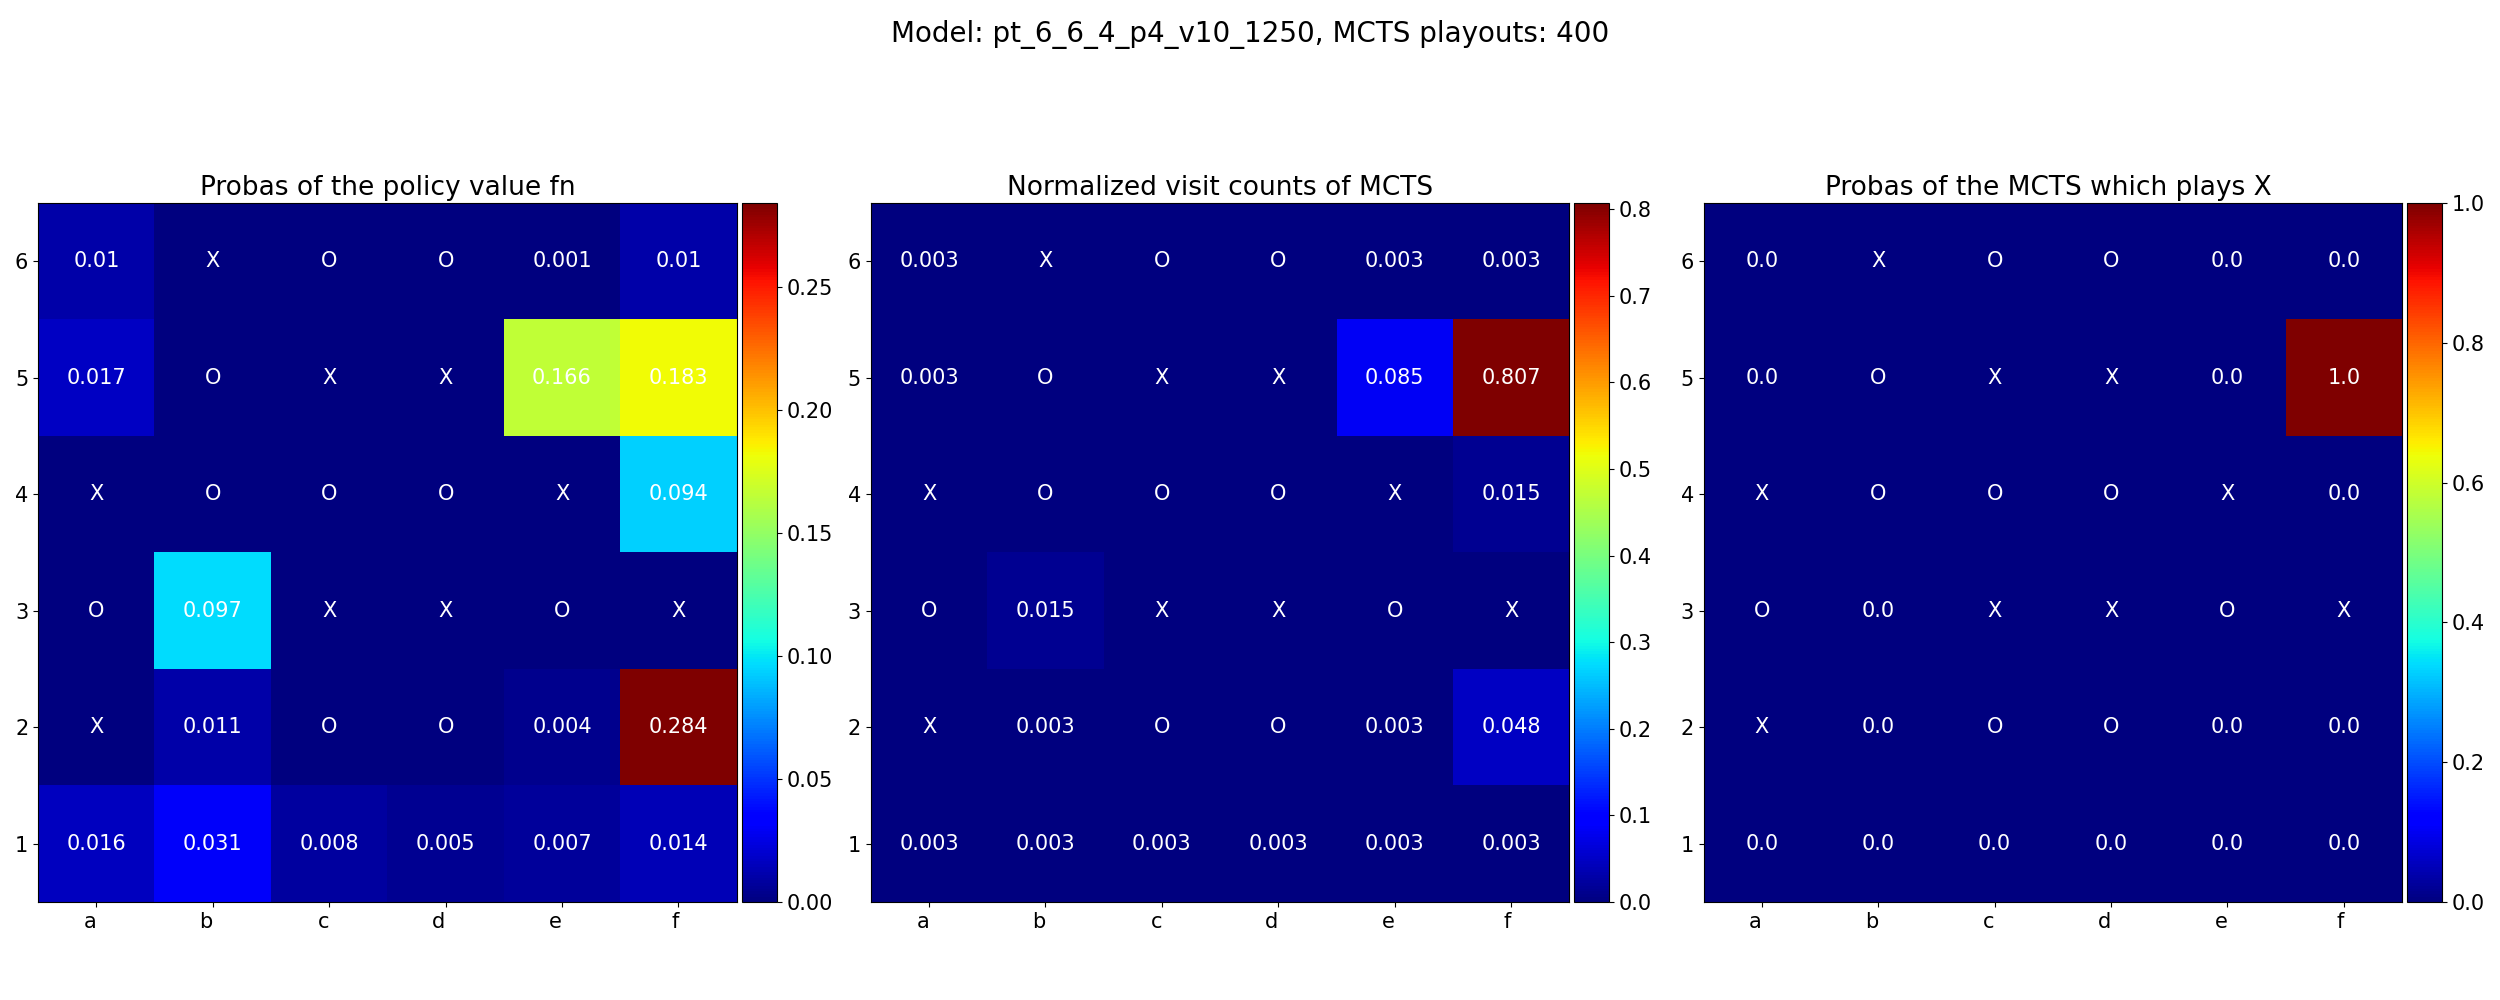 Model: pt_6_6_4_p4_v10_1250, MCTS playouts: 400
Probas of the policy value fn
6 0.01 X O O 0.001 0.01
5 0.017 O X X 0.166 0.183
4 X O O O X 0.094
3 O 0.097 X X O X
2 X 0.011 O O 0.004 0.284
1 0.016 0.031 0.008 0.005 0.007 0.014
a b c d e f
0.25
0.20
0.15
0.10
0.05
0.00
Normalized visit counts of MCTS
6 0.003 X O O 0.003 0.003
5 0.003 O X X 0.085 0.807
4 X O O O X 0.015
3 O 0.015 X X O X
2 X 0.003 O O 0.003 0.048
1 0.003 0.003 0.003 0.003 0.003 0.003
a b c d e f
0.8
0.7
0.6
0.5
0.4
0.3
0.2
0.1
0.0
Probas of the MCTS which plays X
6 0.0 X O O 0.0 0.0
5 0.0 O X X 0.0 1.0
4 X O O O X 0.0
3 O 0.0 X X O X
2 X 0.0 O O 0.0 0.0
1 0.0 0.0 0.0 0.0 0.0 0.0
a b c d e f
1.0
0.8
0.6
0.4
0.2
0.0